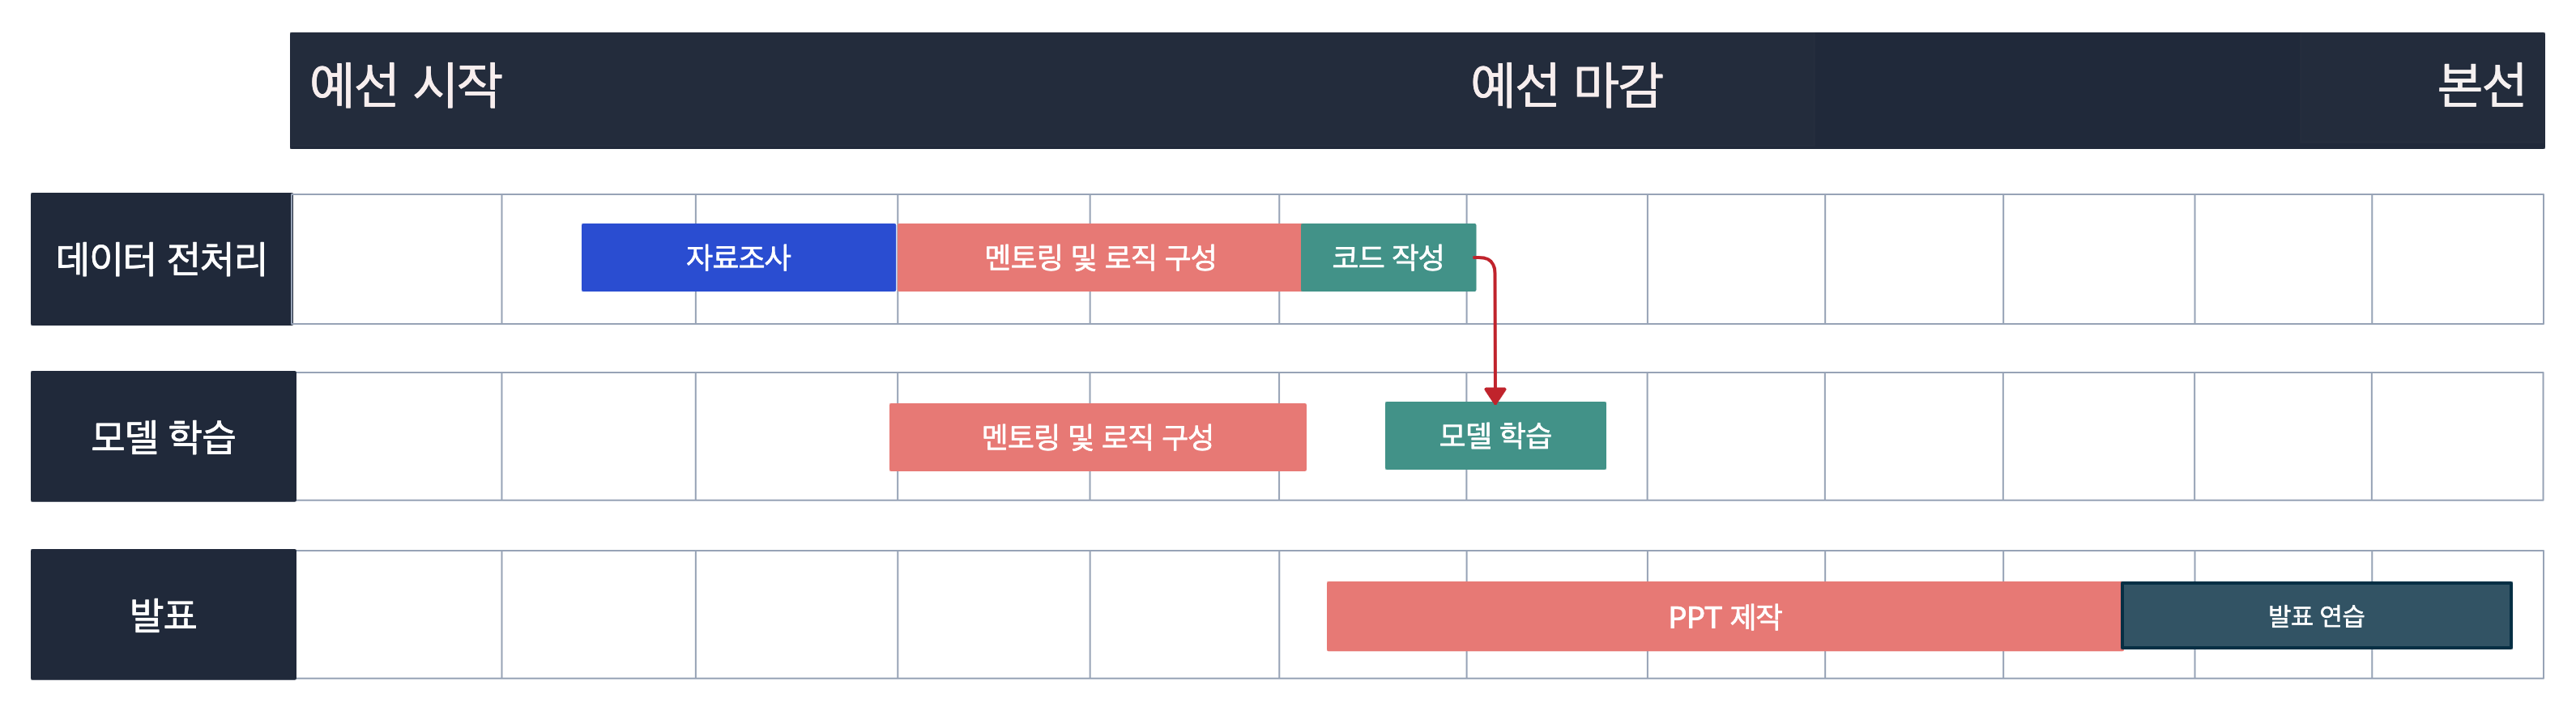 예선 시작 예선 마감 본선
데이터 전처리 자료조사 멘토링 및 로직 구성 코드 작성
모델 학습 멘토링 및 로직 구성 모델 학습
발표 PPT 제작 발표 연습